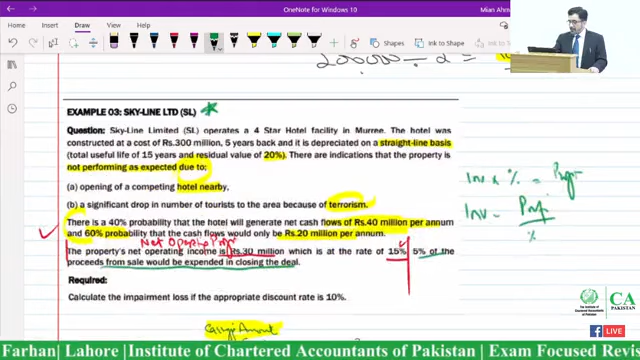 OneNote for Windows 10
Mian Ahm
Home Insert Draw View Help
Shapes Ink to Shape
200,000 - 2 =
EXAMPLE 03: SKY-LINE LTD (SL)
Question: Sky-Line Limited (SL) operates a 4 Star Hotel facility in Murree. The hotel was
constructed at a cost of Rs.300 million, 5 years back and it is depreciated on a straight-line basis
(total useful life of 15 years and residual value of 20%). There are indications that the property is
not performing as expected due to;
(a) opening of a competing hotel nearby,
(b) a significant drop in number of tourists to the area because of terrorism.
There is a 40% probability that the hotel will generate net cash flows of Rs.40 million per annum
and 60% probability that the cash flows would only be Rs.20 million per annum.
Net Operating Profit
The property's net operating income is Rs.30 million which is at the rate of 15%. 5% of the
proceeds from sale would be expended in closing the deal.
Required:
Calculate the impairment loss if the appropriate discount rate is 10%.
Carrying Amount
Inv x % = Profit
Inv = Profit
%
CA
PAKISTAN
Farhan| Lahore |Institute of Chartered Accountants of Pakistan | Exam Focused Revis